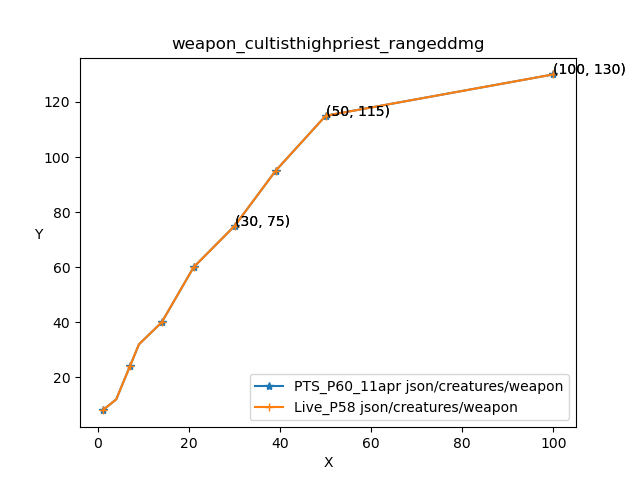 weapon_cultisthighpriest_rangeddmg
(100, 130)
120
(50, 115)
100
80
(30, 75)
Y
60
40
20
PTS_P60_11apr json/creatures/weapon
Live_P58 json/creatures/weapon
0 20 40 60 80 100
X